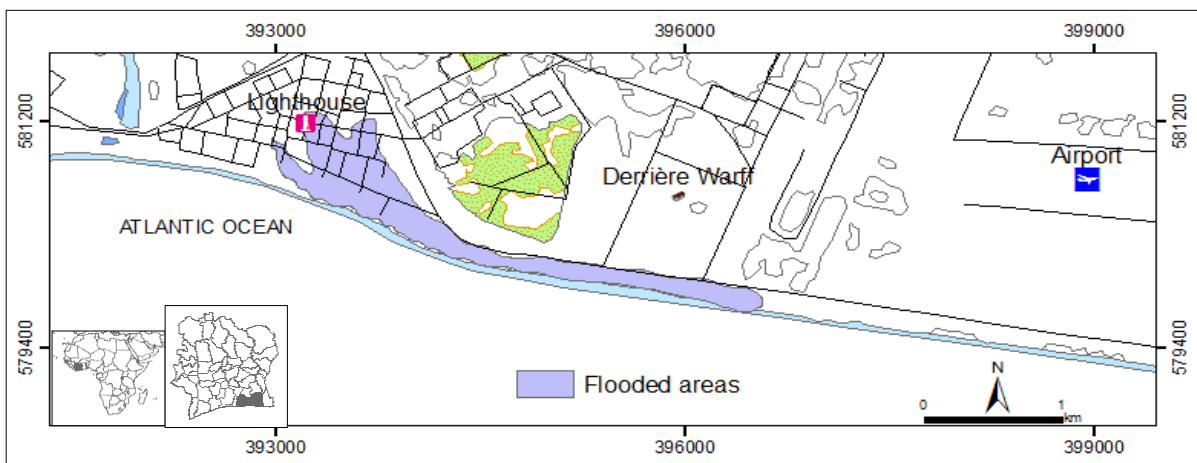 393000 396000 399000
581200 581200
Lighthouse
Airport
Derrière Warff
ATLANTIC OCEAN
579400 579400
N
Flooded areas
0 1
km
393000 396000 399000